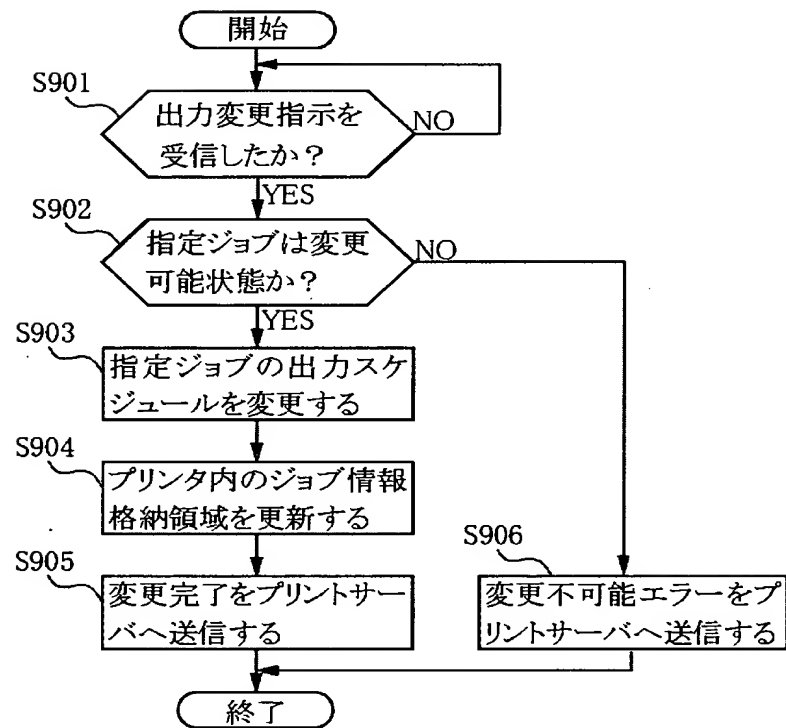 開始
S901
出力変更指示を
受信したか？
NO
YES
S902
指定ジョブは変更
可能状態か？
NO
YES
S903
指定ジョブの出力スケ
ジュールを変更する
S904
プリンタ内のジョブ情報
格納領域を更新する
S905
変更完了をプリントサー
バへ送信する
S906
変更不可能エラーをプ
リントサーバへ送信する
終了